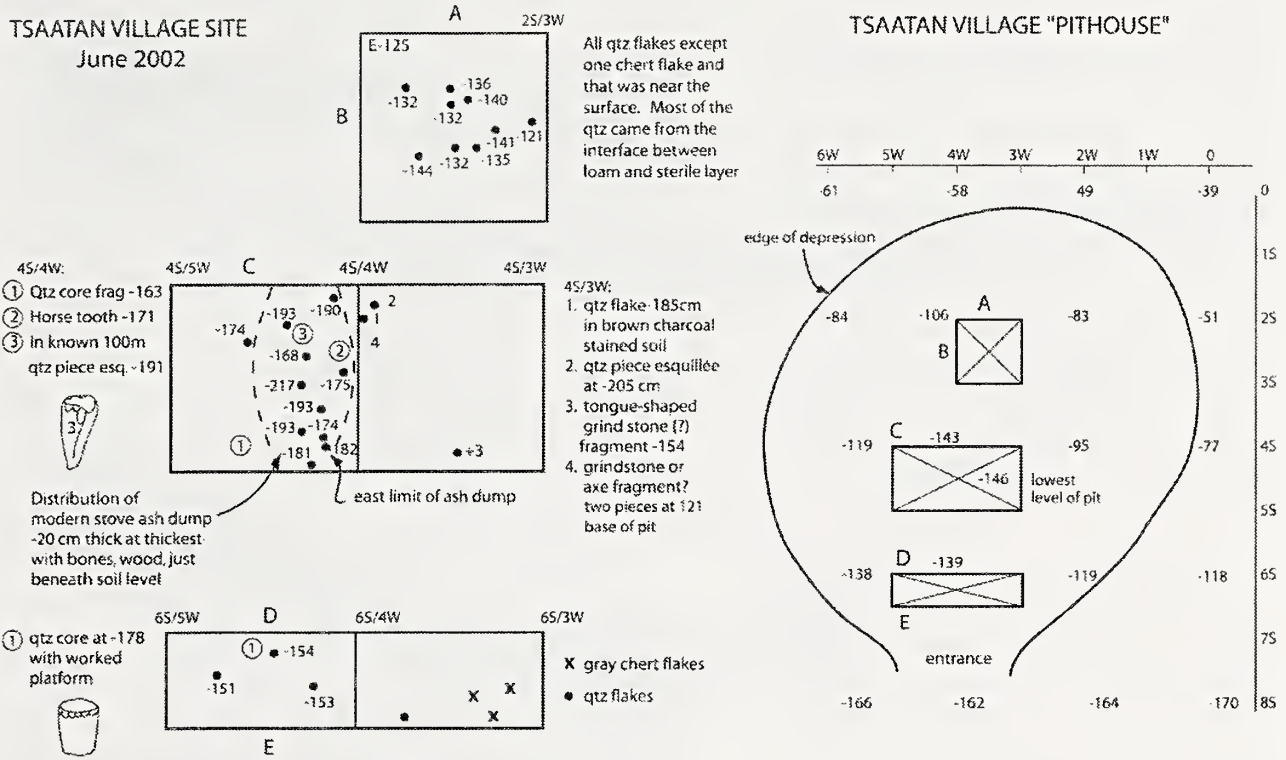 TSAATAN VILLAGE SITE
June 2002
A
2S/3W
E-125
B
-132
-136
-140
-132
-141
-121
-144
-132
-135
All qtz flakes except
one chert flake and
that was near the
surface. Most of the
qtz came from the
interface between
loam and sterile layer
4S/4W:
① Qtz core frag -163
② Horse tooth -171
③ In known 100m
qtz piece esq. -191
3
4S/5W
C
4S/4W
4S/3W
-174
-193
-190
③
-168
②
-217
-175
-193
-193
-174
①
-181
-182
2
1
4
+3
Distribution of
modern stove ash dump
-20 cm thick at thickest
with bones, wood, just
beneath soil level
east limit of ash dump
4S/3W:
1. qtz flake-185cm
in brown charcoal
stained soil
2. qtz piece esquillée
at -205 cm
3. tongue-shaped
grind stone (?)
fragment -154
4. grindstone or
axe fragment?
two pieces at 121
base of pit
① qtz core at -178
with worked
platform
6S/5W
D
6S/4W
6S/3W
① -154
-151
-153
E
x gray chert flakes
• qtz flakes
TSAATAN VILLAGE "PITHOUSE"
6W 5W 4W 3W 2W 1W 0
-61 -58 49 -39 0
edge of depression
1S
A
-84 -106 -83 -51 2S
B
3S
C
-119 -143 -95 -77 4S
-146 lowest
level of pit
5S
D
-138 -139 -119 -118 6S
E
7S
entrance
-166 -162 -164 -170 8S